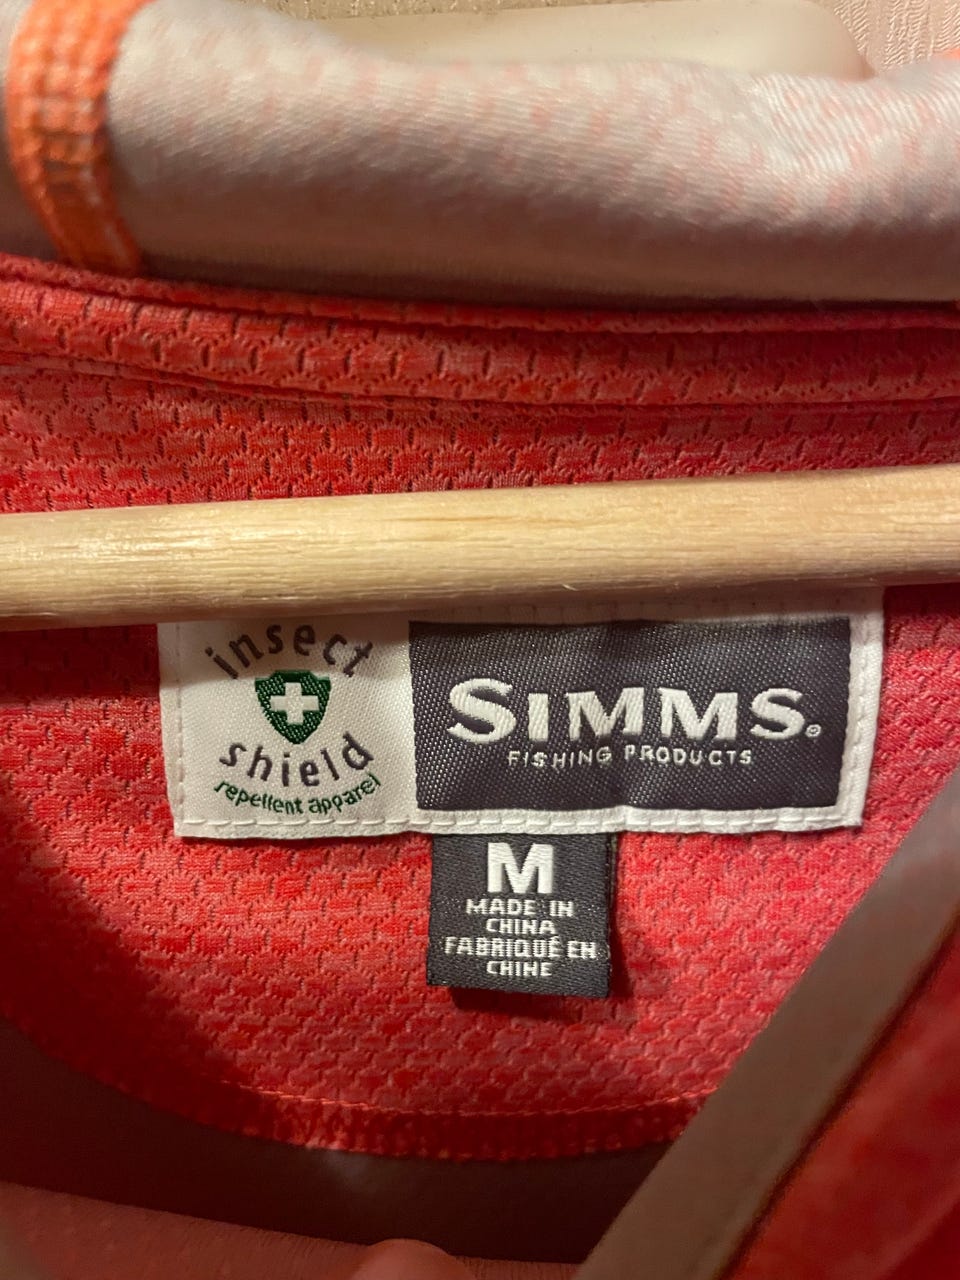 insect
shield
repellent apparel
SIMMS®
FISHING PRODUCTS
M
MADE IN
CHINA
FABRIQUÉ EN
CHINE